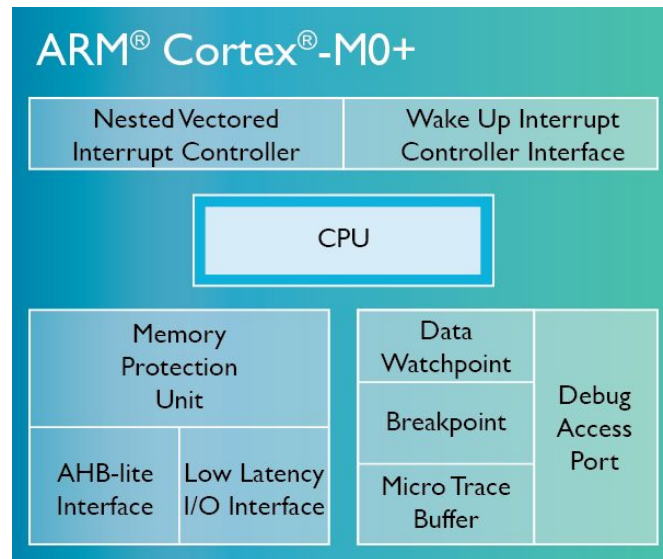 ARM® Cortex®-M0+
Nested Vectored
Interrupt Controller
Wake Up Interrupt
Controller Interface
CPU
Memory
Protection
Unit
AHB-lite
Interface
Low Latency
I/O Interface
Data
Watchpoint
Breakpoint
Micro Trace
Buffer
Debug
Access
Port